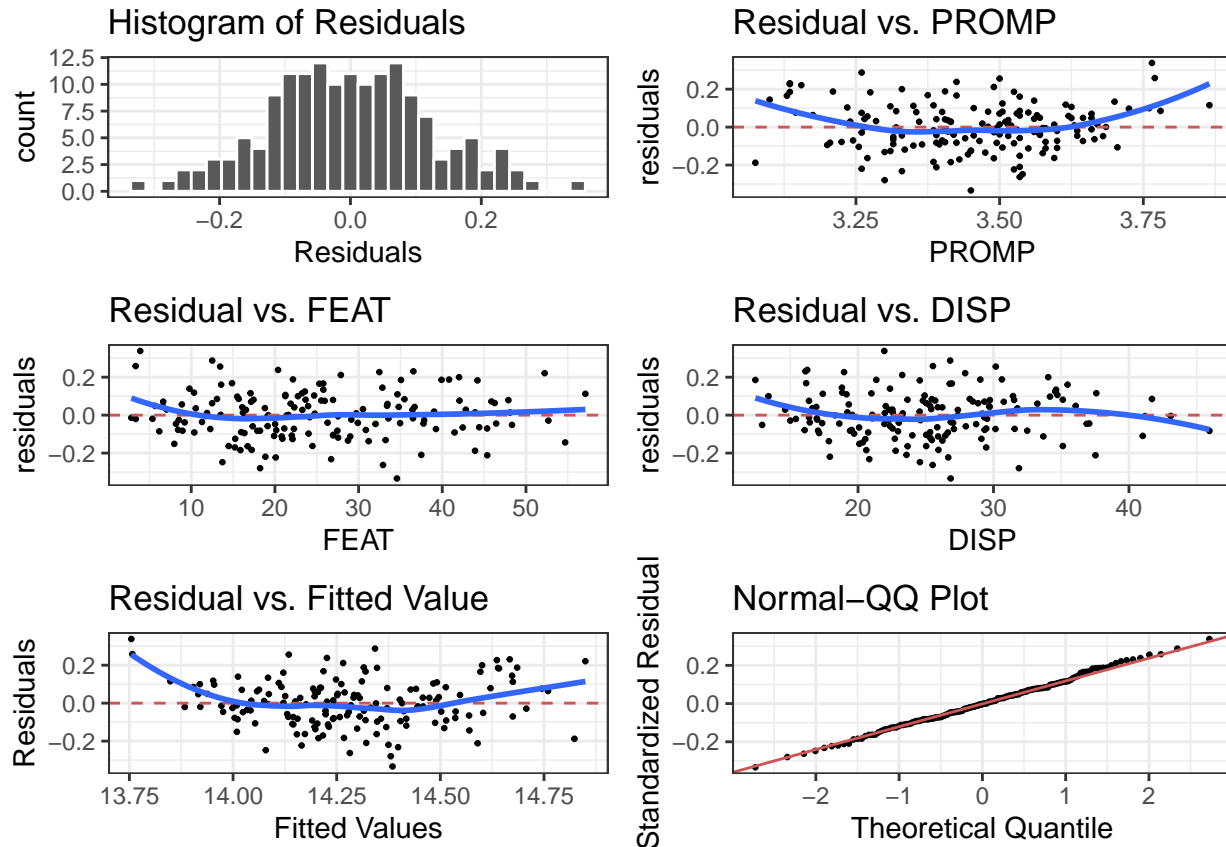 Histogram of Residuals
12.5
10.0
7.5
5.0
2.5
0.0
count
−0.2
0.0
0.2
Residuals
Residual vs. PROMP
0.2
0.0
−0.2
residuals
3.25
3.50
3.75
PROMP
Residual vs. FEAT
0.2
0.0
−0.2
residuals
10
20
30
40
50
FEAT
Residual vs. DISP
0.2
0.0
−0.2
residuals
20
30
40
DISP
Residual vs. Fitted Value
0.2
0.0
−0.2
Residuals
13.75
14.00
14.25
14.50
14.75
Fitted Values
Normal−QQ Plot
0.2
0.0
−0.2
Standardized Residual
−2
−1
0
1
2
Theoretical Quantile